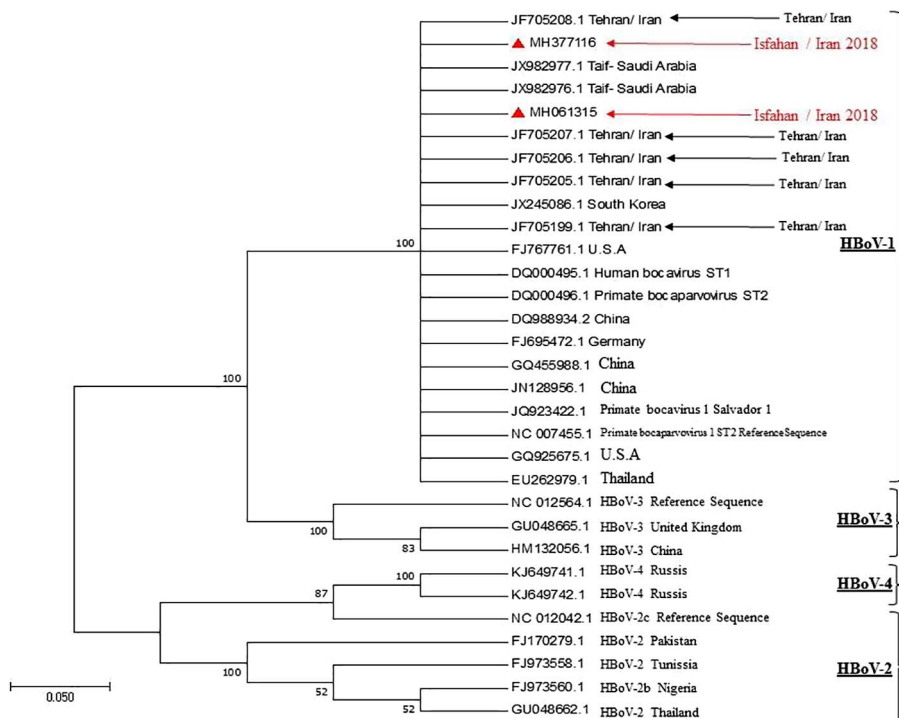 JF705208.1 Tehran/ Iran Tehran/ Iran
MH377116 Isfahan / Iran 2018
JX982977.1 Taif- Saudi Arabia
JX982976.1 Taif- Saudi Arabia
MH061315 Isfahan / Iran 2018
JF705207.1 Tehran/ Iran Tehran/ Iran
JF705206.1 Tehran/ Iran Tehran/ Iran
JF705205.1 Tehran/ Iran Tehran/ Iran
JX245086.1 South Korea
JF705199.1 Tehran/ Iran Tehran/ Iran
100 FJ767761.1 U.S.A HBoV-1
DQ000495.1 Human bocavirus ST1
DQ000496.1 Primate bocaparvovirus ST2
DQ988934.2 China
FJ695472.1 Germany
GQ455988.1 China
100
JN128956.1 China
JQ923422.1 Primate bocavirus 1 Salvador 1
NC 007455.1 Primate bocaparvovirus 1 ST2 Reference Sequence
GQ925675.1 U.S.A
EU262979.1 Thailand
NC 012564.1 HBoV-3 Reference Sequence
HBoV-3
100 GU048665.1 HBoV-3 United Kingdom
83 HM132056.1 HBoV-3 China
100 KJ649741.1 HBoV-4 Russis
HBoV-4
87 KJ649742.1 HBoV-4 Russis
NC 012042.1 HBoV-2c Reference Sequence
FJ170279.1 HBoV-2 Pakistan
100 FJ973558.1 HBoV-2 Tunissia HBoV-2
52 FJ973560.1 HBoV-2b Nigeria
0.050 52 GU048662.1 HBoV-2 Thailand